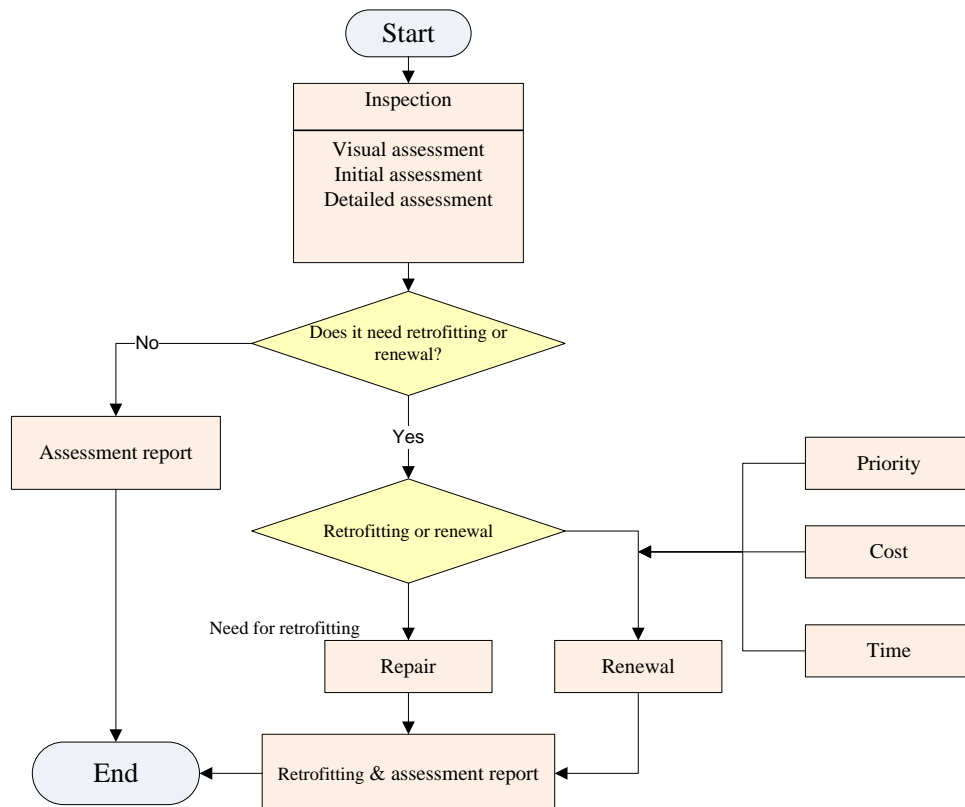 Start
Inspection
Visual assessment
Initial assessment
Detailed assessment
Does it need retrofitting or
renewal?
No
Assessment report
Yes
Priority
Retrofitting or renewal
Cost
Need for retrofitting
Repair
Renewal
Time
End
Retrofitting & assessment report